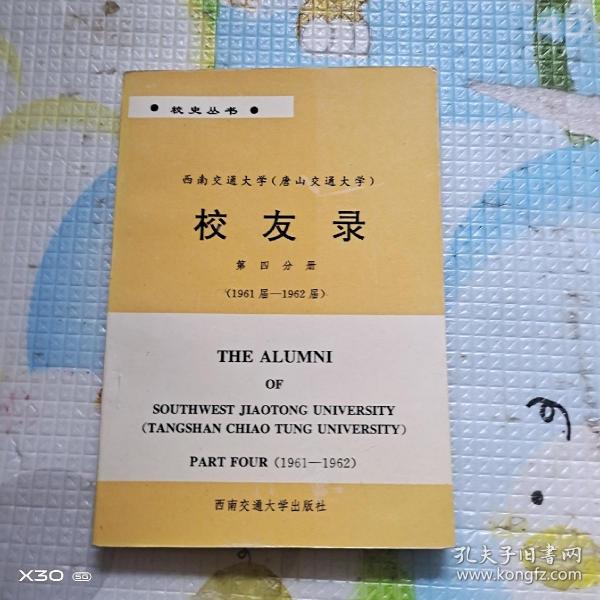 ● 校史丛书 ●
西南交通大学(唐山交通大学)
校友录
第四分册
(1961届—1962届)
THE ALUMNI
OF
SOUTHWEST JIAOTONG UNIVERSITY
(TANGSHAN CHIAO TUNG UNIVERSITY)
PART FOUR (1961—1962)
西南交通大学出版社
X30 5G
孔夫子旧书网
www.kongfz.com